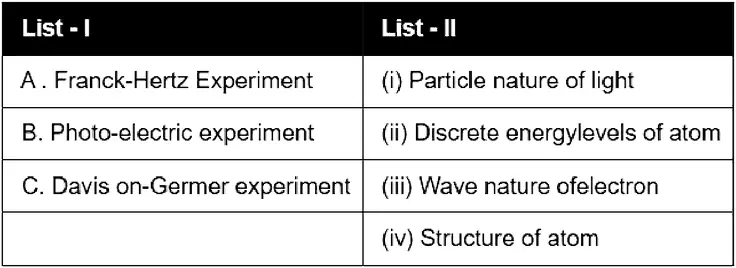 List - I List - II
A . Franck-Hertz Experiment (i) Particle nature of light
B. Photo-electric experiment (ii) Discrete energylevels of atom
C. Davis on-Germer experiment (iii) Wave nature ofelectron
(iv) Structure of atom